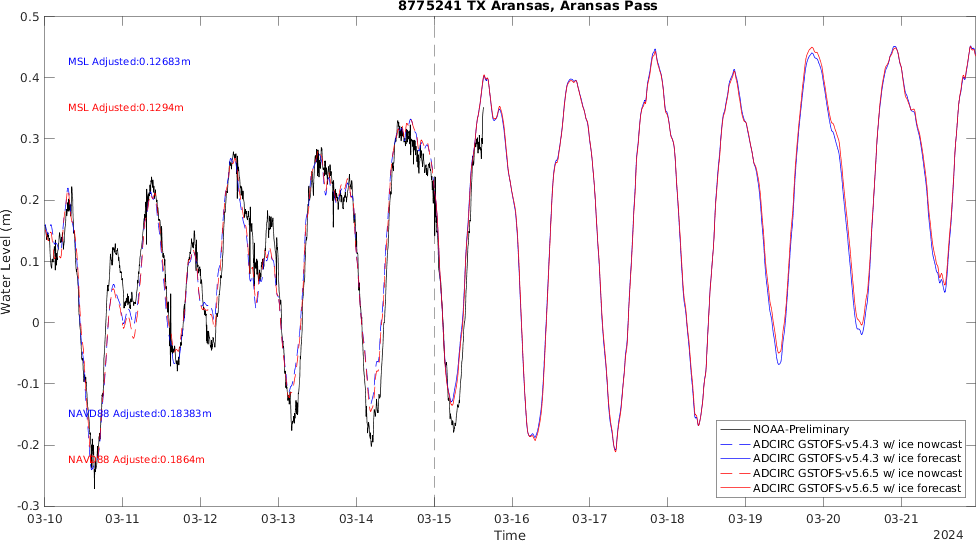 8775241 TX Aransas, Aransas Pass
0.5
0.4
0.3
0.2
0.1
0
-0.1
-0.2
-0.3
Water Level (m)
MSL Adjusted:0.12683m
MSL Adjusted:0.1294m
NAVD88 Adjusted:0.18383m
NAVD88 Adjusted:0.1864m
NOAA-Preliminary
ADCIRC GSTOFS-v5.4.3 w/ ice nowcast
ADCIRC GSTOFS-v5.4.3 w/ ice forecast
ADCIRC GSTOFS-v5.6.5 w/ ice nowcast
ADCIRC GSTOFS-v5.6.5 w/ ice forecast
03-10 03-11 03-12 03-13 03-14 03-15 03-16 03-17 03-18 03-19 03-20 03-21
Time
2024